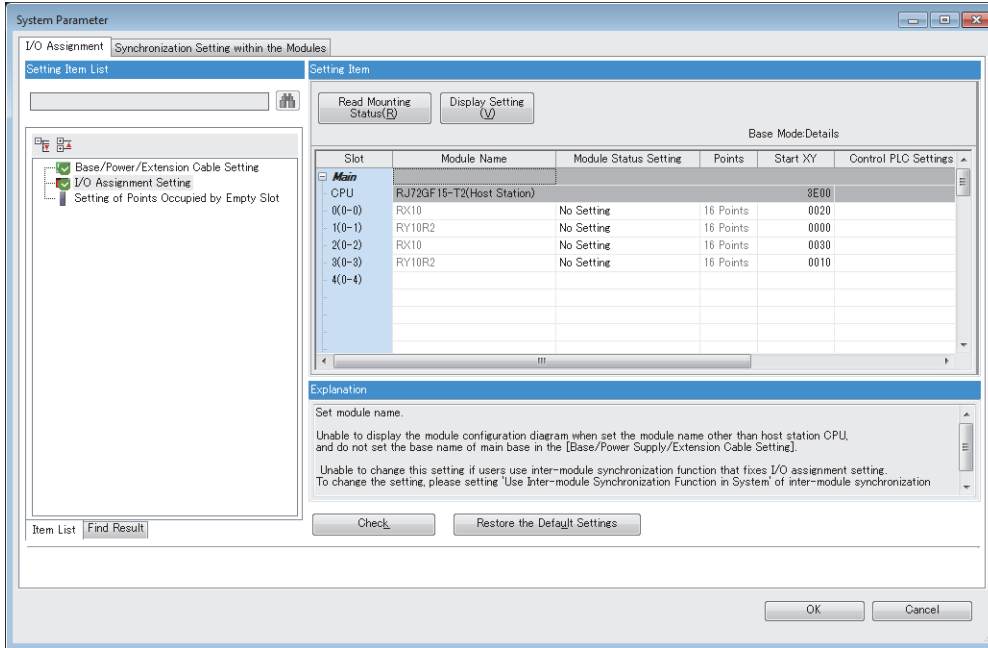 System Parameter
I/O Assignment Synchronization Setting within the Modules
Setting Item List
Base/Power/Extension Cable Setting
I/O Assignment Setting
Setting of Points Occupied by Empty Slot
Item List Find Result
Setting Item
Read Mounting Status(R) Display Setting (V)
Base Mode:Details
Slot Module Name Module Status Setting Points Start XY Control PLC Settings
Main
CPU RJ72GF15-T2(Host Station) 3E00
0(0-0) RX10 No Setting 16 Points 0020
1(0-1) RY10R2 No Setting 16 Points 0000
2(0-2) RX10 No Setting 16 Points 0030
3(0-3) RY10R2 No Setting 16 Points 0010
4(0-4)
Explanation
Set module name.
Unable to display the module configuration diagram when set the module name other than host station CPU,
and do not set the base name of main base in the [Base/Power Supply/Extension Cable Setting].
Unable to change this setting if users use inter-module synchronization function that fixes I/O assignment setting.
To change the setting, please setting 'Use Inter-module Synchronization Function in System' of inter-module synchronization
Check Restore the Default Settings
OK Cancel